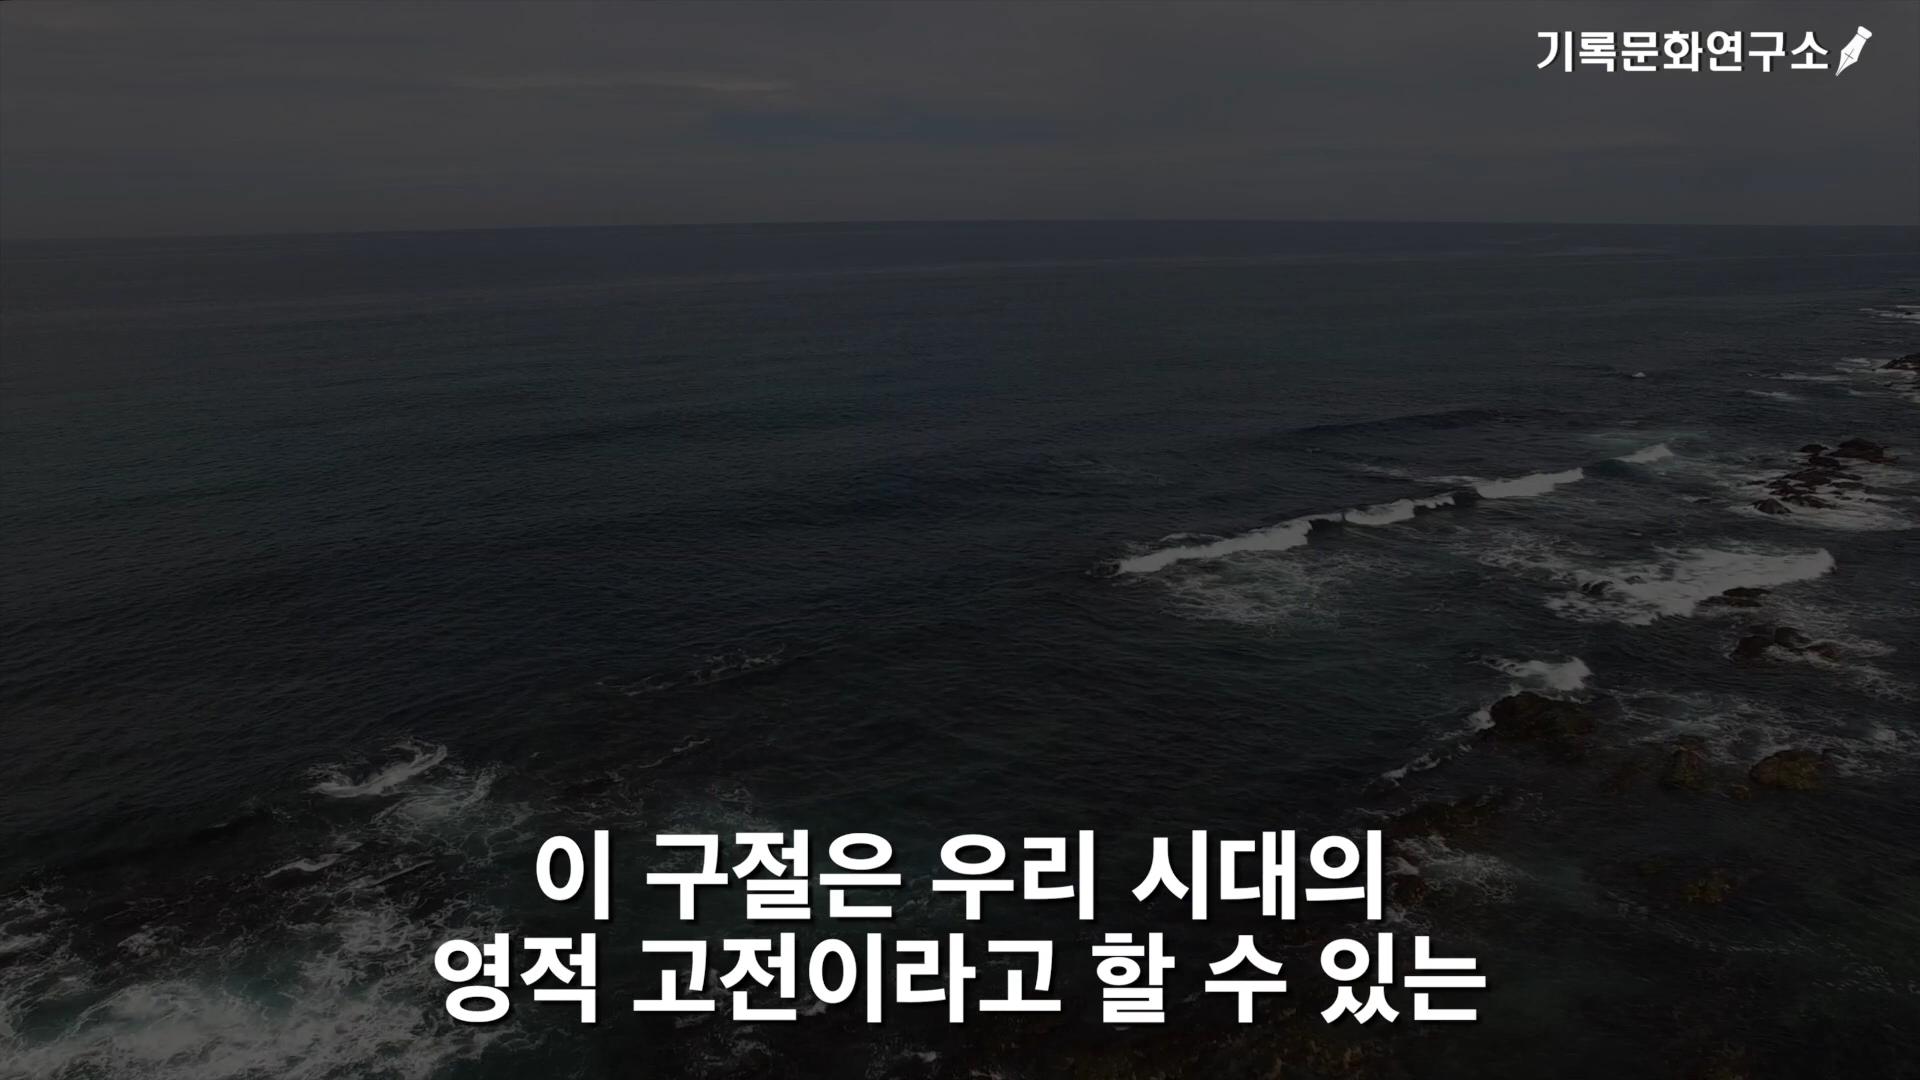 기록문화연구소
이 구절은 우리 시대의
영적 고전이라고 할 수 있는